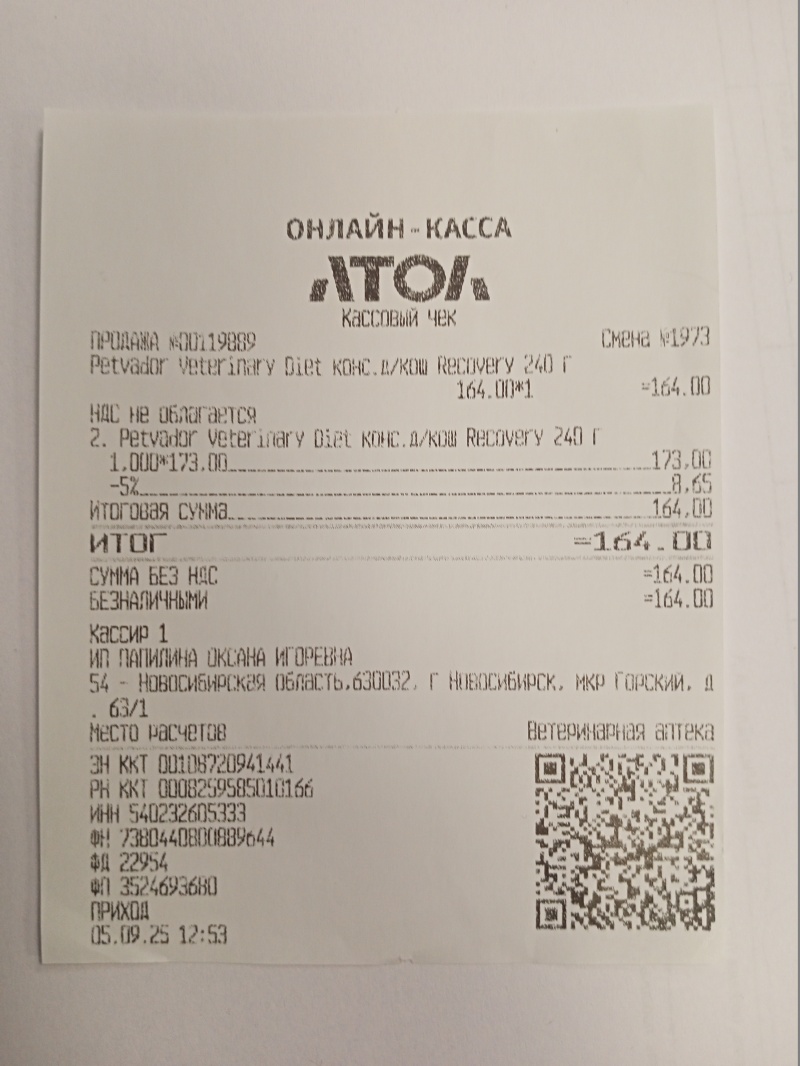 ОНЛАЙН-КАССА
АТОЛ
Кассовый чек
ПРОДАЖА №00119889 Смена №1973
Petvador Veterinary Diet конс.д/кош Recovery 240 г
164.00*1 =164.00
НДС не облагается
2. Petvador Veterinary Diet конс.д/кош Recovery 240 г
1.000*173.00 173,00
-5% 8,65
Итоговая сумма 164,00
ИТОГ =164.00
СУММА БЕЗ НДС =164.00
БЕЗНАЛИЧНЫМИ =164.00
Кассир 1
ИП ПАПИЛИНА ОКСАНА ИГОРЕВНА
54 - Новосибирская область,630032, г Новосибирск, мкр Горский, д
. 63/1
Место расчетов Ветеринарная аптека
ЗН ККТ 00108720941441
РН ККТ 0008259585010166
ИНН 540232605333
ФН 7380440800889644
ФД 22954
ФП 3524693680
ПРИХОД
05.09.25 12:53